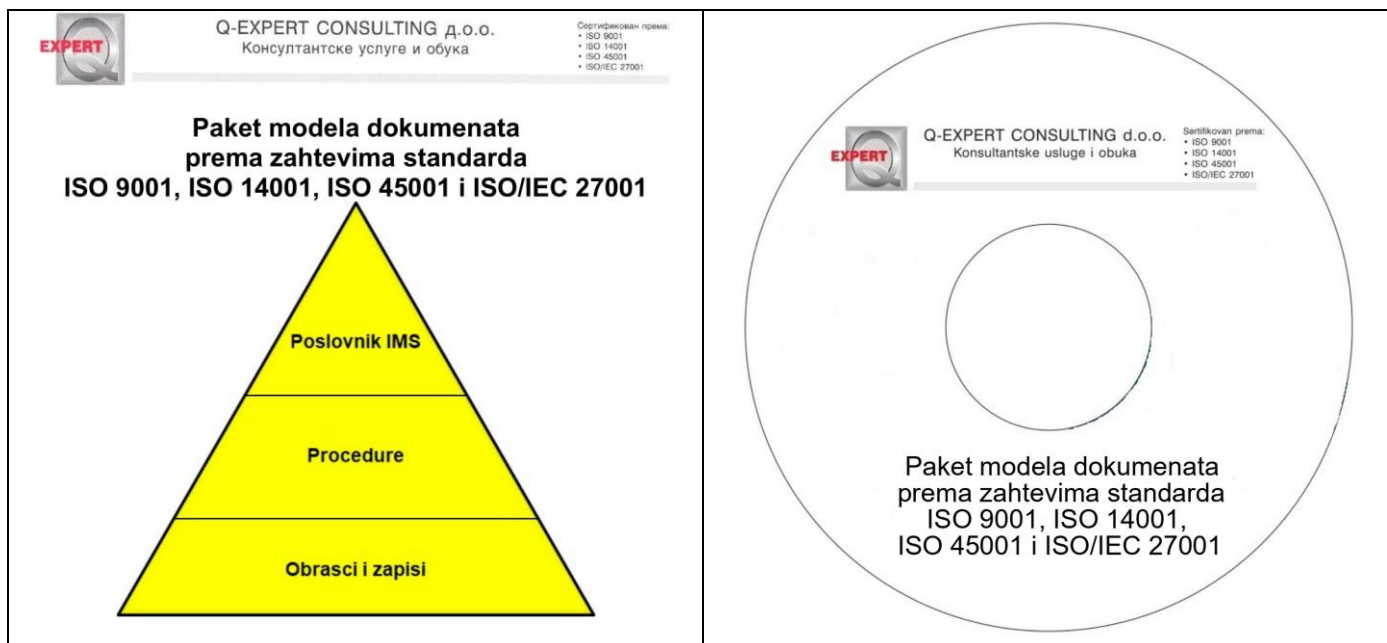 EXPERT
Q-EXPERT CONSULTING д.о.о.
Консултантске услуге и обука
Сертификован према:
• ISO 9001
• ISO 14001
• ISO 45001
• ISO/IEC 27001
Paket modela dokumenata
prema zahtevima standarda
ISO 9001, ISO 14001, ISO 45001 i ISO/IEC 27001
Poslovnik IMS
Procedure
Obrasci i zapisi
EXPERT
Q-EXPERT CONSULTING d.o.o.
Konsultantske usluge i obuka
Sertifikovan prema:
• ISO 9001
• ISO 14001
• ISO 45001
• ISO/IEC 27001
Paket modela dokumenata
prema zahtevima standarda
ISO 9001, ISO 14001,
ISO 45001 i ISO/IEC 27001